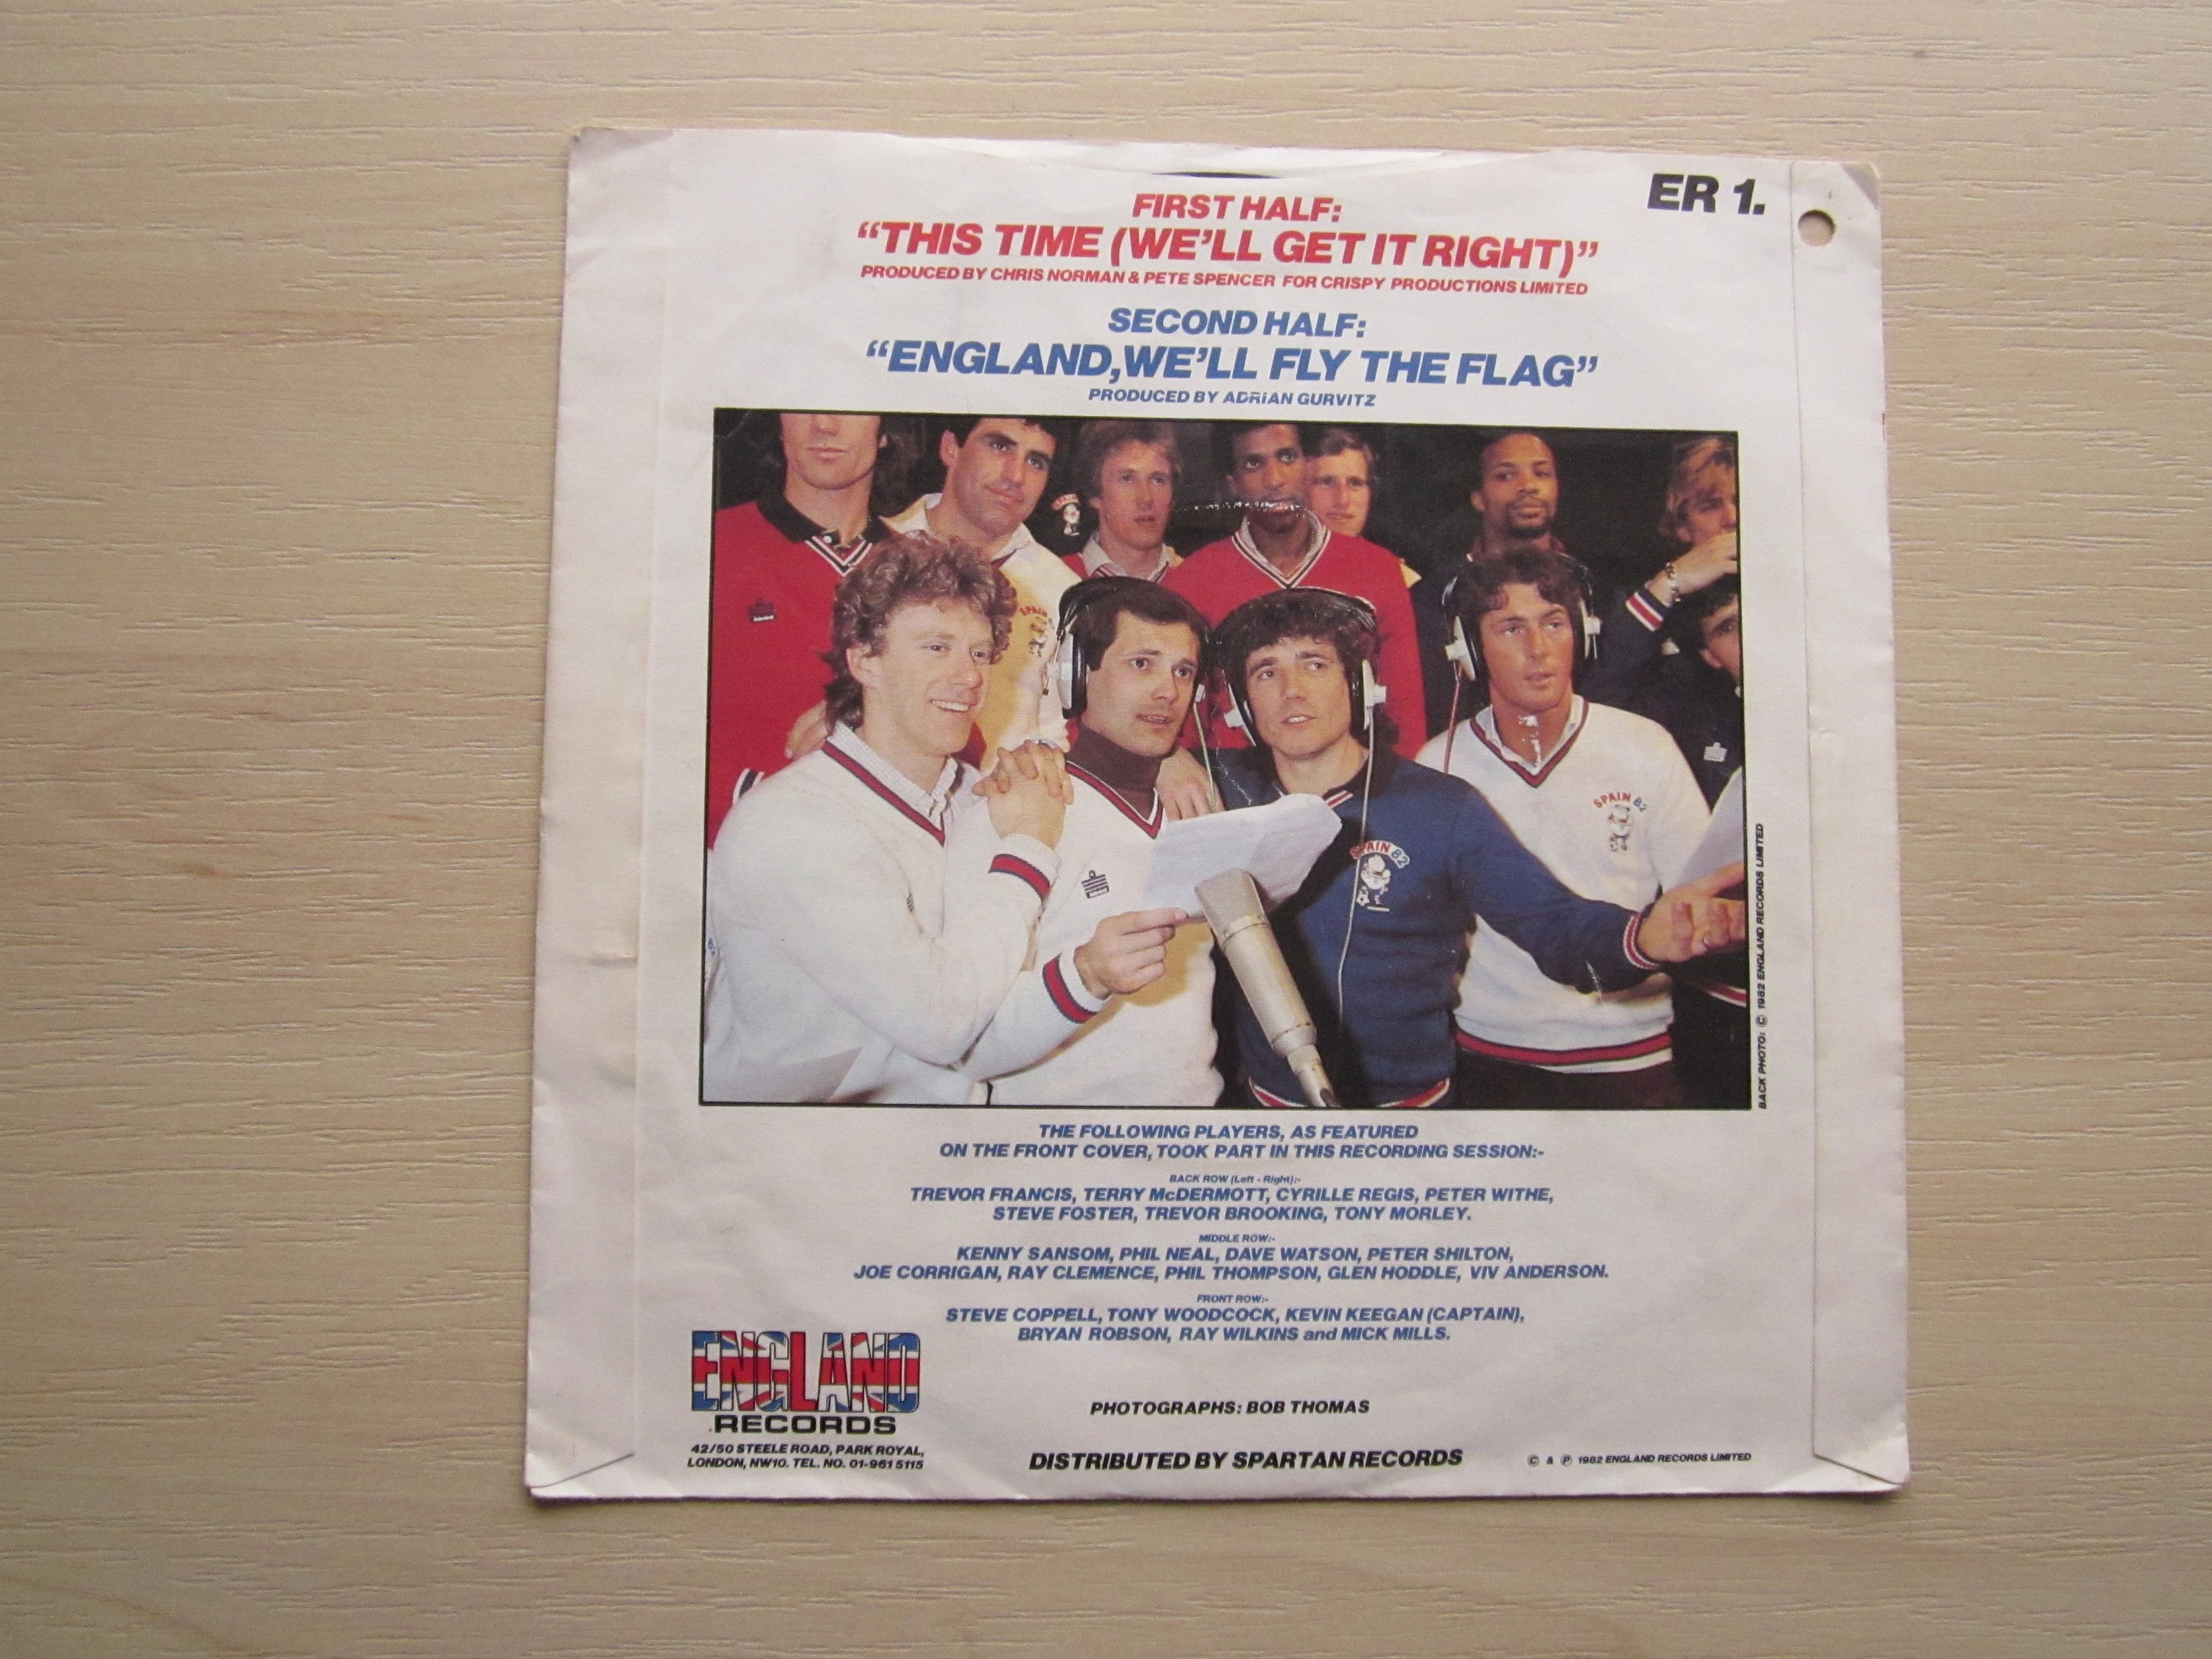 ER 1.
FIRST HALF:
“THIS TIME (WE'LL GET IT RIGHT)”
PRODUCED BY CHRIS NORMAN & PETE SPENCER FOR CRISPY PRODUCTIONS LIMITED
SECOND HALF:
“ENGLAND, WE'LL FLY THE FLAG”
PRODUCED BY ADRIAN GURVITZ
SPAIN
SPAIN 82
SPAIN 82
BACK PHOTO: © 1982 ENGLAND RECORDS LIMITED
THE FOLLOWING PLAYERS, AS FEATURED
ON THE FRONT COVER, TOOK PART IN THIS RECORDING SESSION:-
BACK ROW (Left - Right):-
TREVOR FRANCIS, TERRY McDERMOTT, CYRILLE REGIS, PETER WITHE,
STEVE FOSTER, TREVOR BROOKING, TONY MORLEY.
MIDDLE ROW:-
KENNY SANSOM, PHIL NEAL, DAVE WATSON, PETER SHILTON,
JOE CORRIGAN, RAY CLEMENCE, PHIL THOMPSON, GLEN HODDLE, VIV ANDERSON.
FRONT ROW:-
STEVE COPPELL, TONY WOODCOCK, KEVIN KEEGAN (CAPTAIN),
BRYAN ROBSON, RAY WILKINS and MICK MILLS.
ENGLAND
RECORDS
42/50 STEELE ROAD, PARK ROYAL,
LONDON, NW10. TEL. NO. 01-961 5115
PHOTOGRAPHS: BOB THOMAS
DISTRIBUTED BY SPARTAN RECORDS
© & ℗ 1982 ENGLAND RECORDS LIMITED